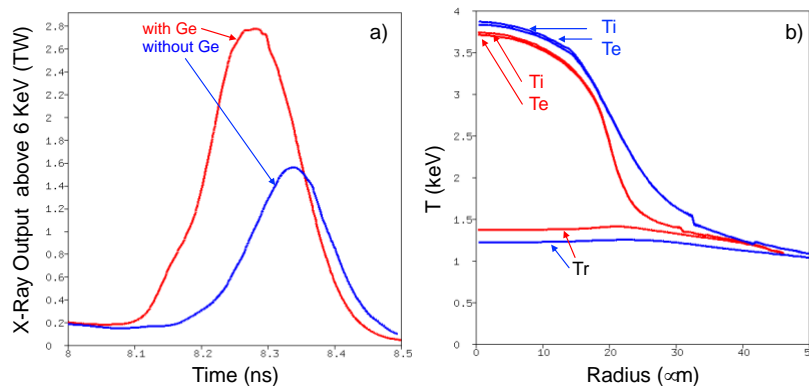 a)
with Ge
without Ge
X-Ray Output above 6 KeV (TW)
2.8
2.6
2.4
2.2
2
1.8
1.6
1.4
1.2
1
0.8
0.6
0.4
0.2
0
8
8.1
8.2
8.3
8.4
8.5
Time (ns)
b)
Ti
Te
Ti
Te
Tr
T (keV)
4
3.5
3
2.5
2
1.5
1
0.5
0
0
10
20
30
40
50
Radius (∝m)